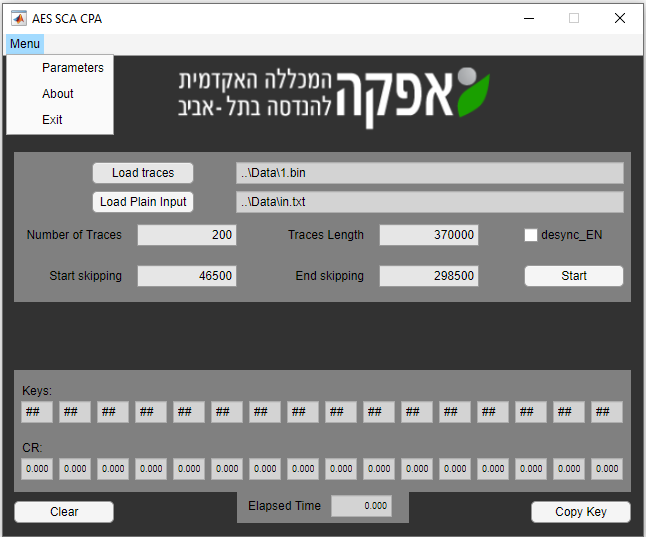 AES SCA CPA
Menu
Parameters
About
Exit
המכללה האקדמית
להנדסה בתל-אביב
אפקה
Load traces ..\Data\1.bin
Load Plain Input ..\Data\in.txt
Number of Traces 200 Traces Length 370000 desync_EN
Start skipping 46500 End skipping 298500 Start
Keys:
## ## ## ## ## ## ## ## ## ## ## ## ## ## ## ##
CR:
0.000 0.000 0.000 0.000 0.000 0.000 0.000 0.000 0.000 0.000 0.000 0.000 0.000 0.000 0.000 0.000
Clear Elapsed Time 0.000 Copy Key